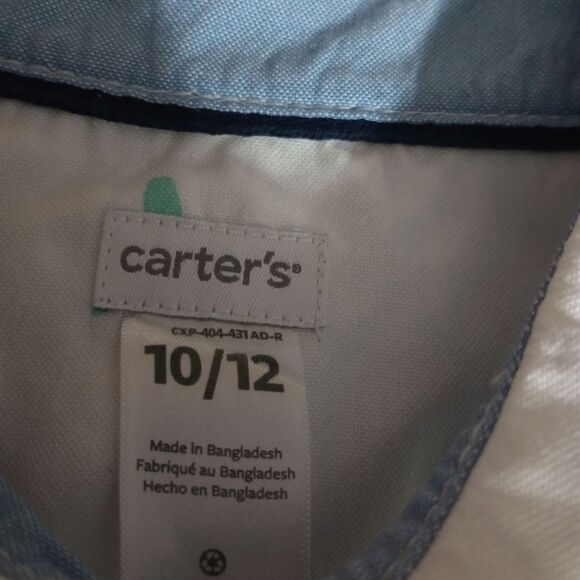 carter's®
CXP-404-431 AD-R
10/12
Made in Bangladesh
Fabriqué au Bangladesh
Hecho en Bangladesh